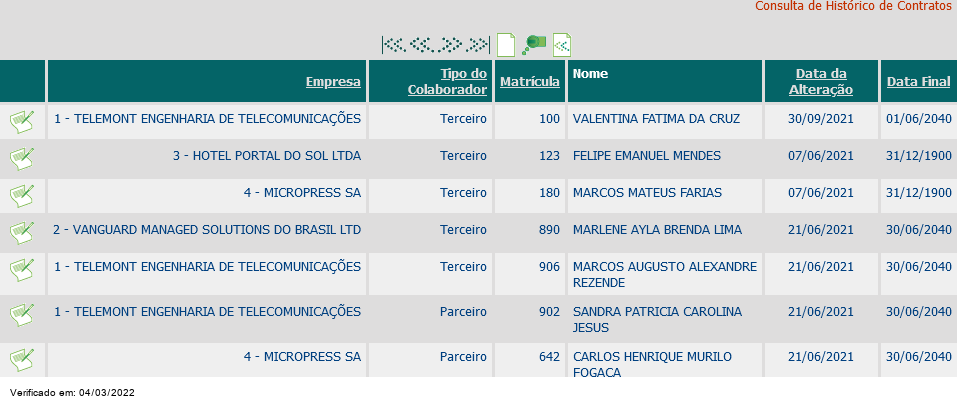 Consulta de Histórico de Contratos
Empresa Tipo do Colaborador Matrícula Nome Data da Alteração Data Final
1 - TELEMONT ENGENHARIA DE TELECOMUNICAÇÕES Terceiro 100 VALENTINA FATIMA DA CRUZ 30/09/2021 01/06/2040
3 - HOTEL PORTAL DO SOL LTDA Terceiro 123 FELIPE EMANUEL MENDES 07/06/2021 31/12/1900
4 - MICROPRESS SA Terceiro 180 MARCOS MATEUS FARIAS 07/06/2021 31/12/1900
2 - VANGUARD MANAGED SOLUTIONS DO BRASIL LTD Terceiro 890 MARLENE AYLA BRENDA LIMA 21/06/2021 30/06/2040
1 - TELEMONT ENGENHARIA DE TELECOMUNICAÇÕES Terceiro 906 MARCOS AUGUSTO ALEXANDRE 21/06/2021 30/06/2040
REZENDE
1 - TELEMONT ENGENHARIA DE TELECOMUNICAÇÕES Parceiro 902 SANDRA PATRICIA CAROLINA 21/06/2021 30/06/2040
JESUS
4 - MICROPRESS SA Parceiro 642 CARLOS HENRIQUE MURILO 21/06/2021 30/06/2040
FOGACA
Verificado em: 04/03/2022